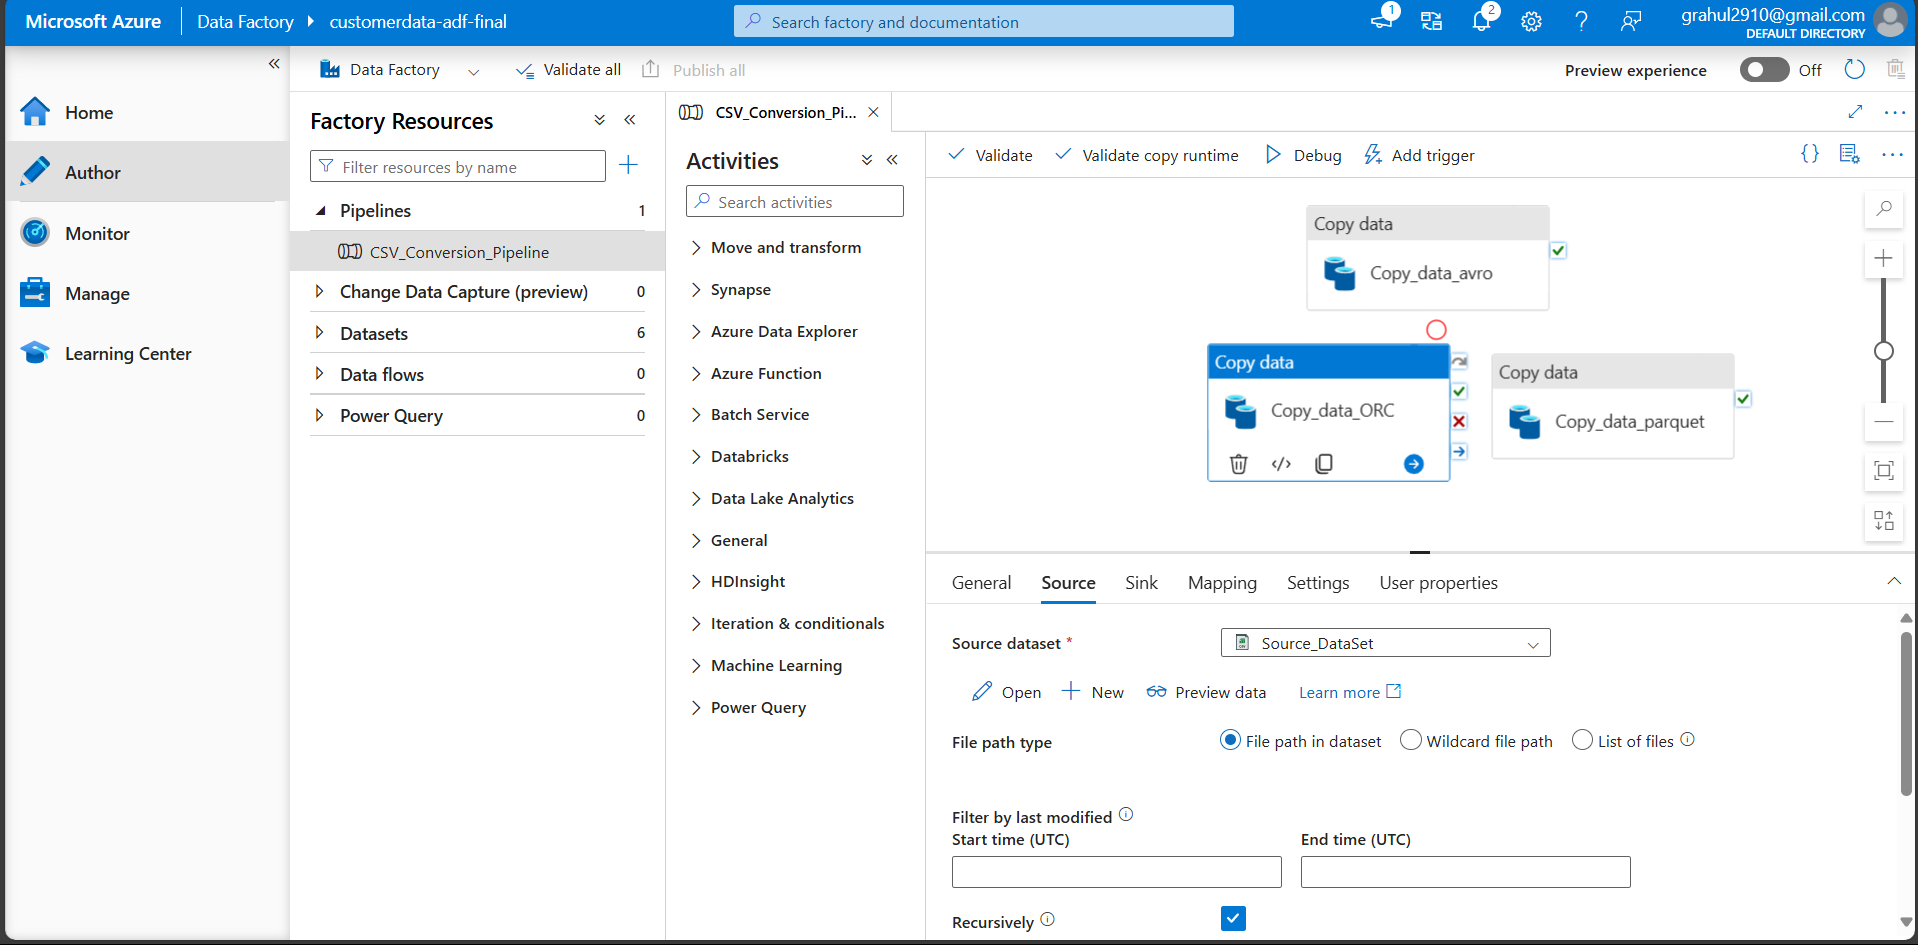 Microsoft Azure
Data Factory
customerdata-adf-final
Search factory and documentation
1
2
grahul2910@gmail.com
DEFAULT DIRECTORY
Home
Author
Monitor
Manage
Learning Center
Data Factory
Validate all
Publish all
Preview experience
Off
Factory Resources
Filter resources by name
Pipelines 1
CSV_Conversion_Pipeline
Change Data Capture (preview) 0
Datasets 6
Data flows 0
Power Query 0
CSV_Conversion_Pi...
Activities
Search activities
Move and transform
Synapse
Azure Data Explorer
Azure Function
Batch Service
Databricks
Data Lake Analytics
General
HDInsight
Iteration & conditionals
Machine Learning
Power Query
Validate
Validate copy runtime
Debug
Add trigger
Copy data
Copy_data_avro
Copy data
Copy_data_ORC
Copy data
Copy_data_parquet
General
Source
Sink
Mapping
Settings
User properties
Source dataset *
Source_DataSet
Open
New
Preview data
Learn more
File path type
File path in dataset
Wildcard file path
List of files
Filter by last modified
Start time (UTC)
End time (UTC)
Recursively